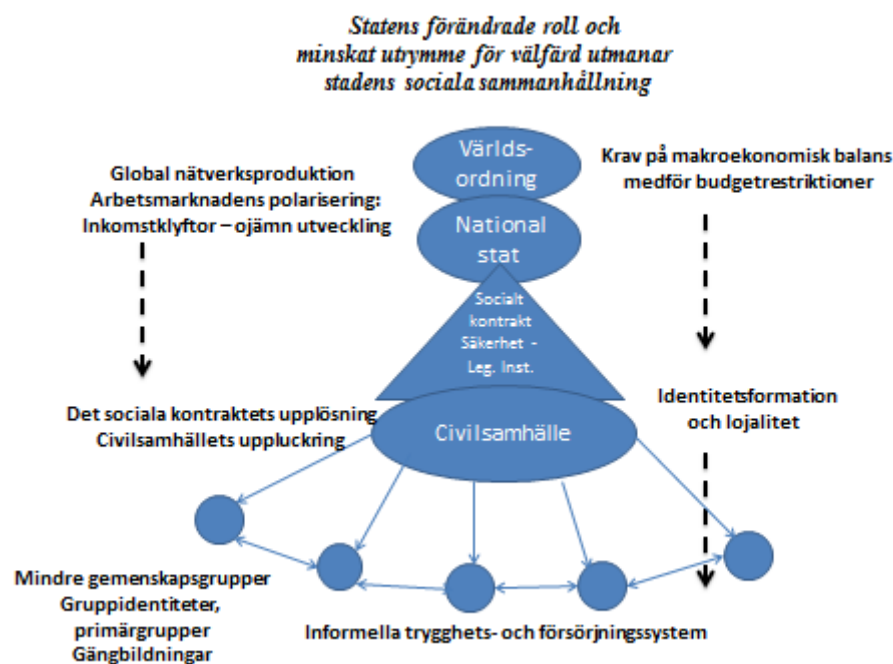 Statens förändrade roll och
minskat utrymme för välfärd utmanar
stadens sociala sammanhållning
Världs-
ordning
Global nätverksproduktion
Arbetsmarknadens polarisering:
Inkomstklyftor – ojämn utveckling
Krav på makroekonomisk balans
medför budgetrestriktioner
National
stat
Socialt
kontrakt
Säkerhet -
Leg. Inst.
Det sociala kontraktets upplösning
Civilsamhällets uppluckring
Civilsamhälle
Identitetsformation
och lojalitet
Mindre gemenskapsgrupper
Gruppidentiteter,
primärgrupper
Gängbildningar
Informella trygghets- och försörjningssystem